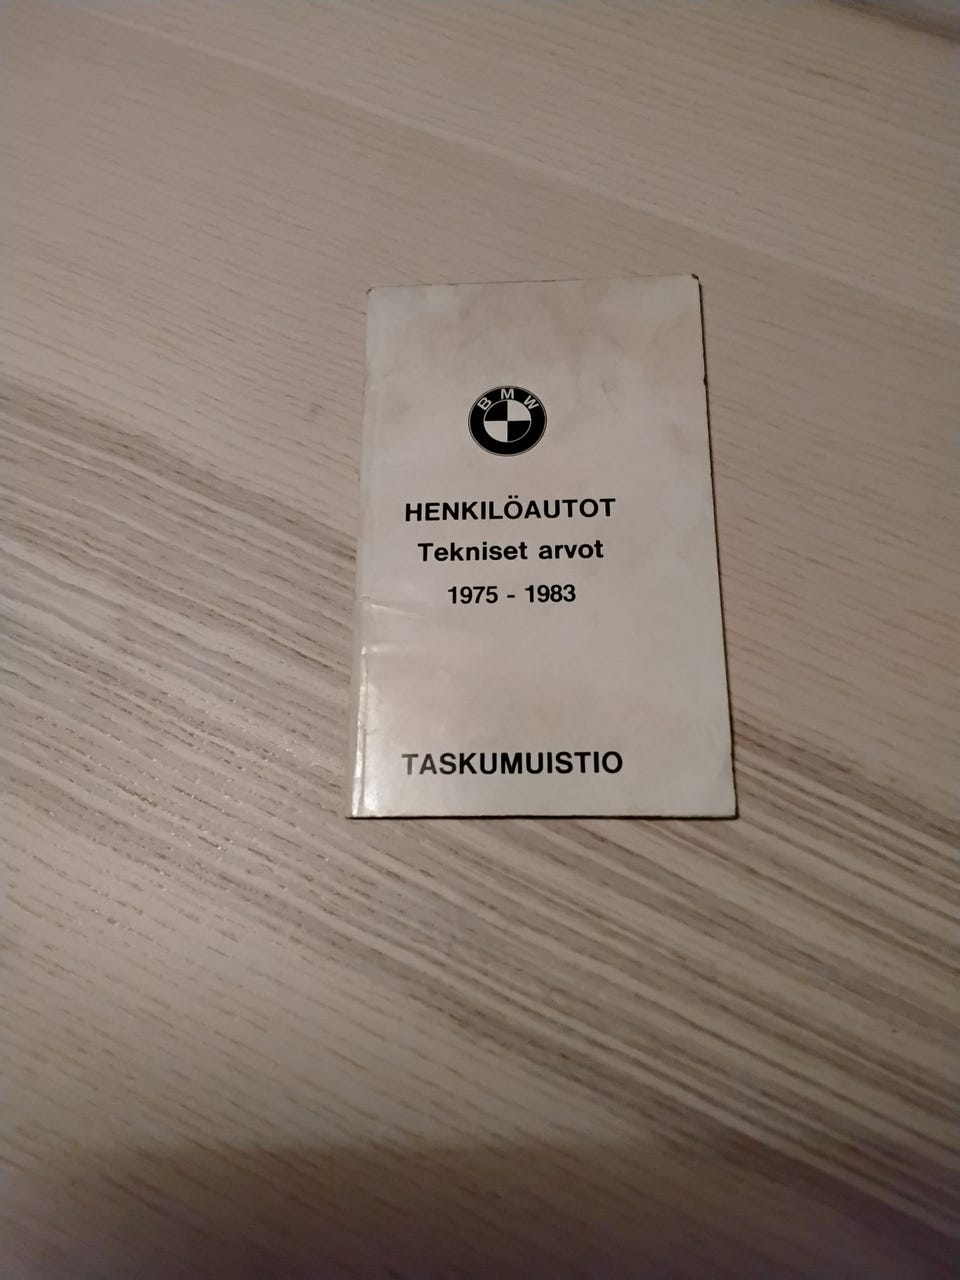 BMW
HENKILÖAUTOT
Tekniset arvot
1975 - 1983
TASKUMUISTIO